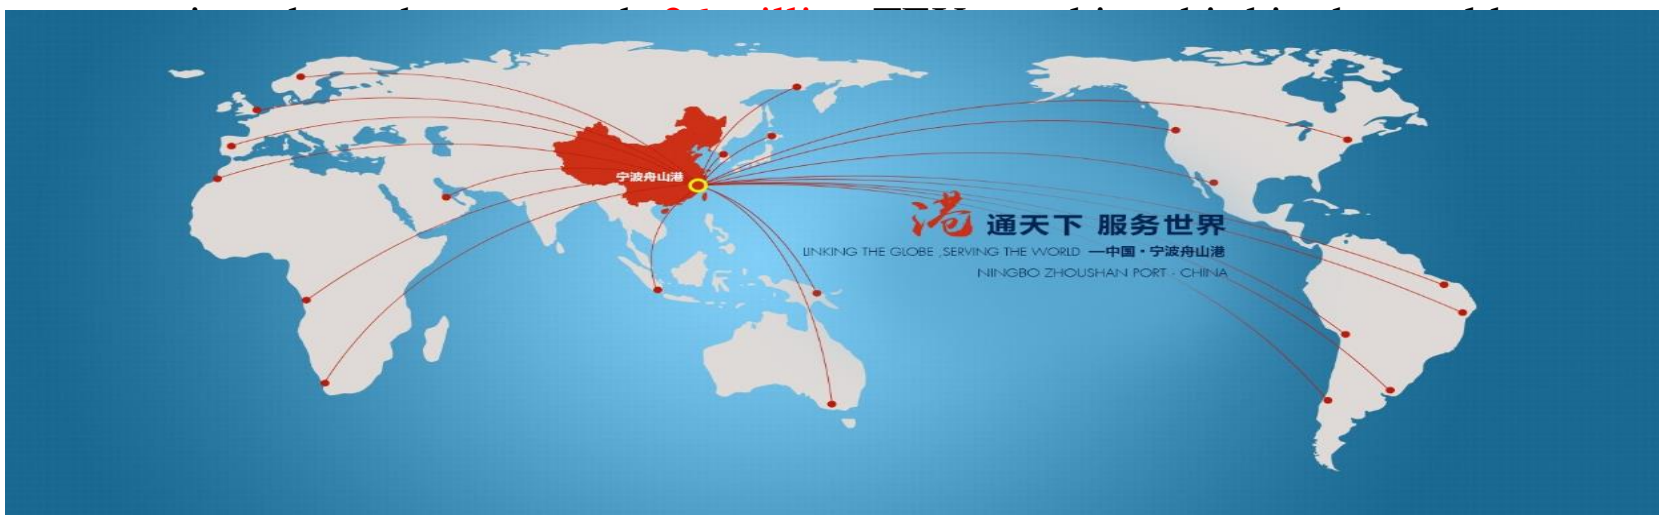 宁波舟山港
港 通天下 服务世界
LINKING THE GLOBE ,SERVING THE WORLD —中国·宁波舟山港
NINGBO ZHOUSHAN PORT - CHINA